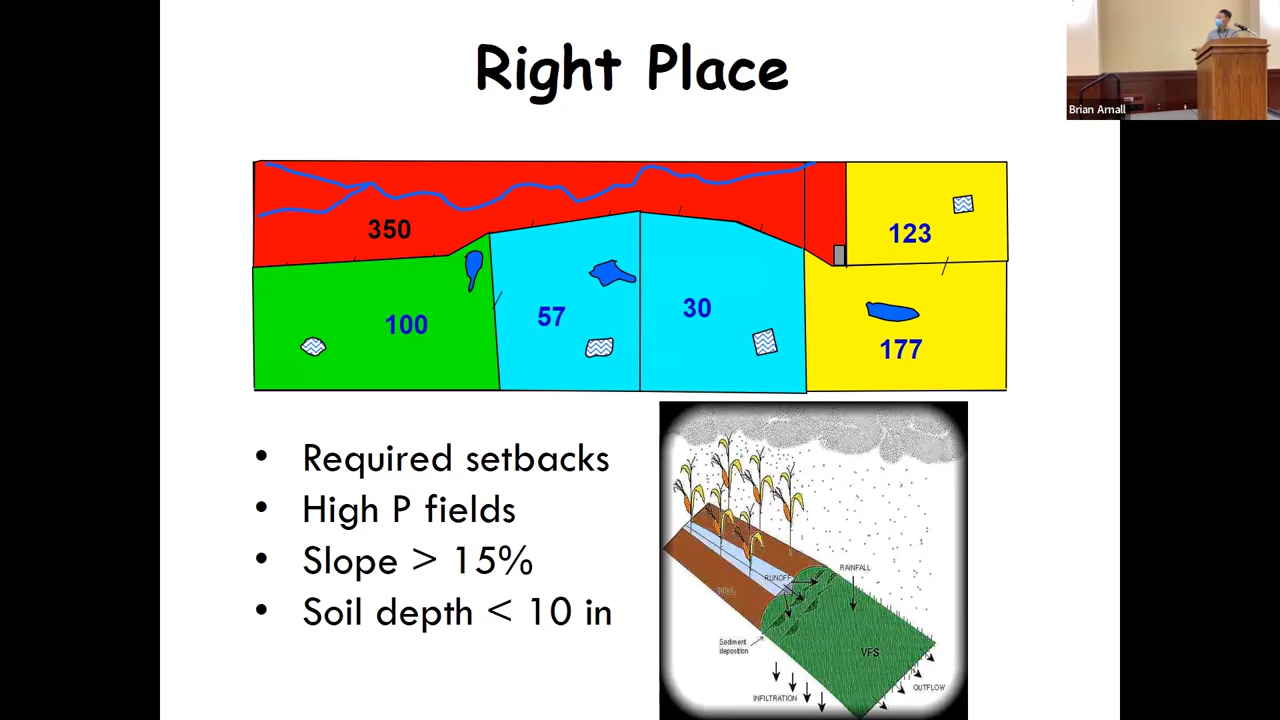 Right Place
Brian Arnall
350
123
100
57
30
177
• Required setbacks
• High P fields
• Slope > 15%
• Soil depth < 10 in
RUNOFF
RAINFALL
Sediment
deposition
VFS
INFILTRATION
OUTFLOW